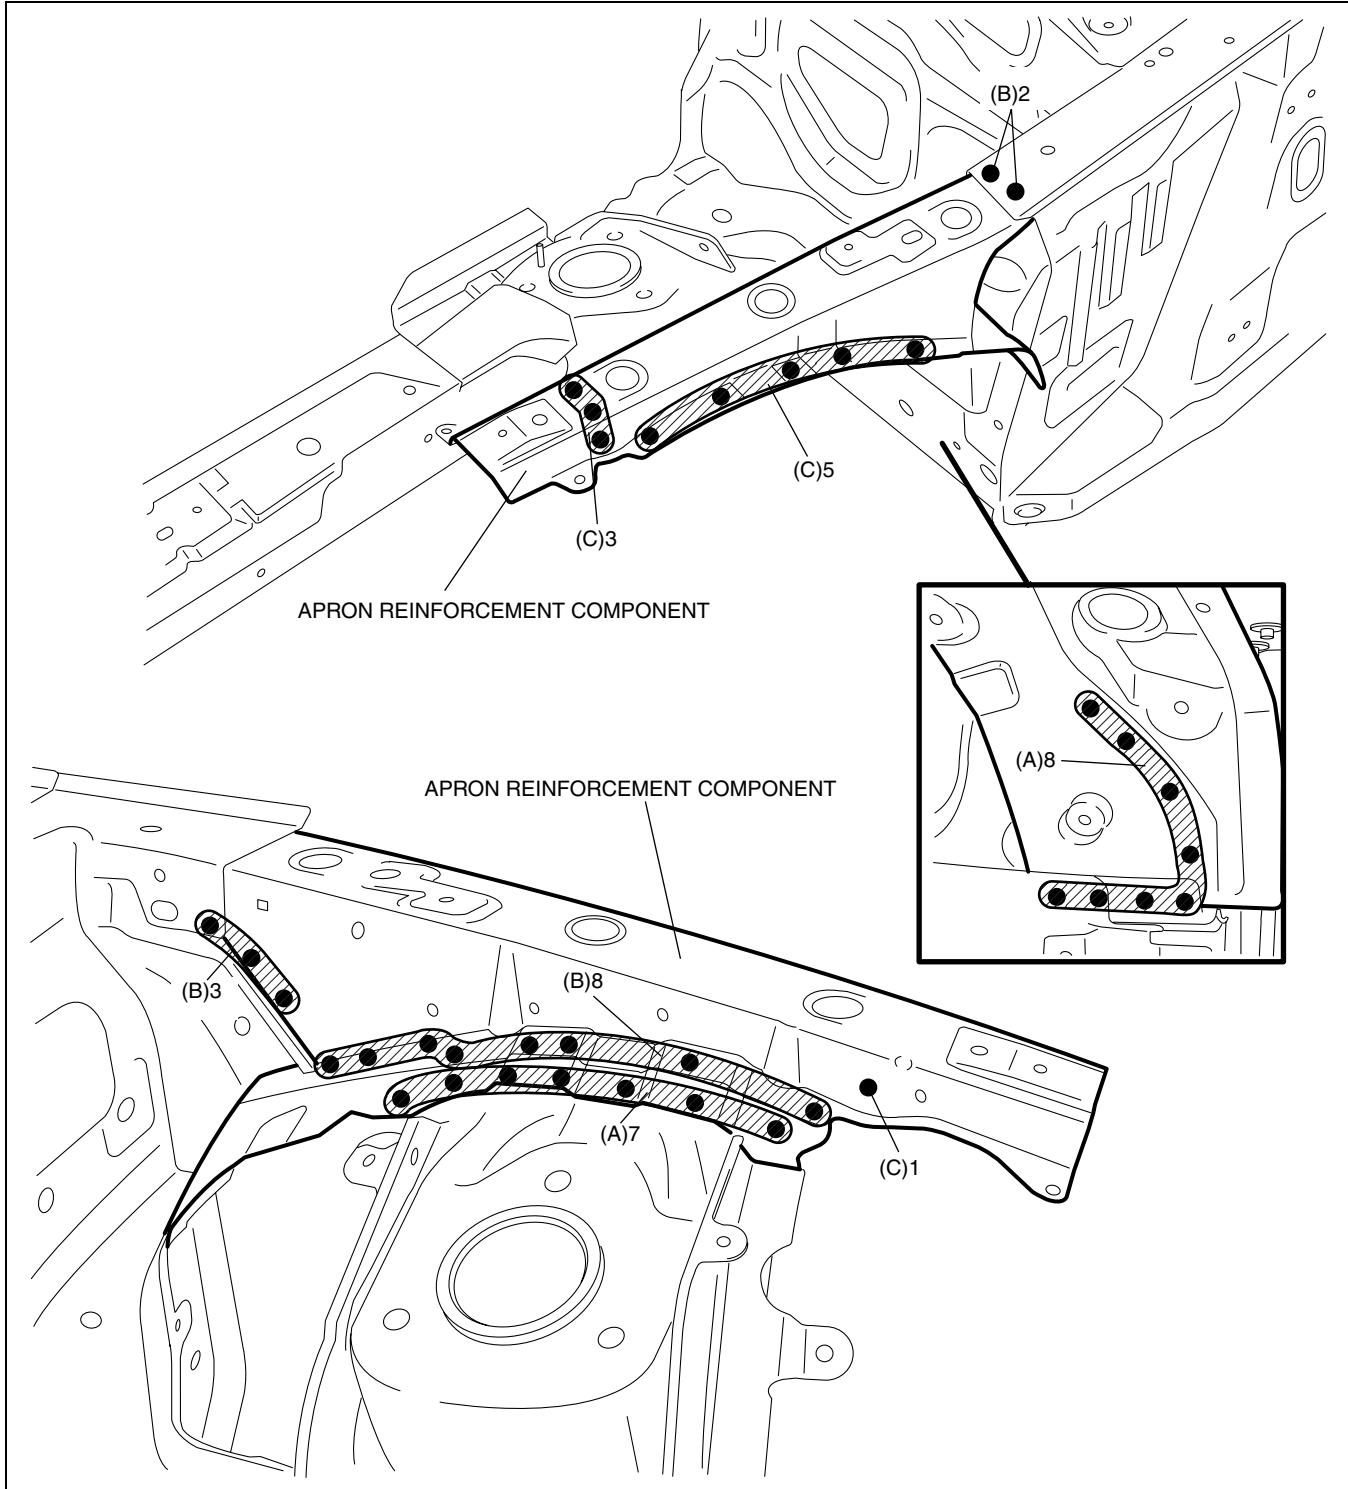 (B)2
(C)5
(C)3
APRON REINFORCEMENT COMPONENT
(A)8
APRON REINFORCEMENT COMPONENT
(B)8
(B)3
(A)7
(C)1